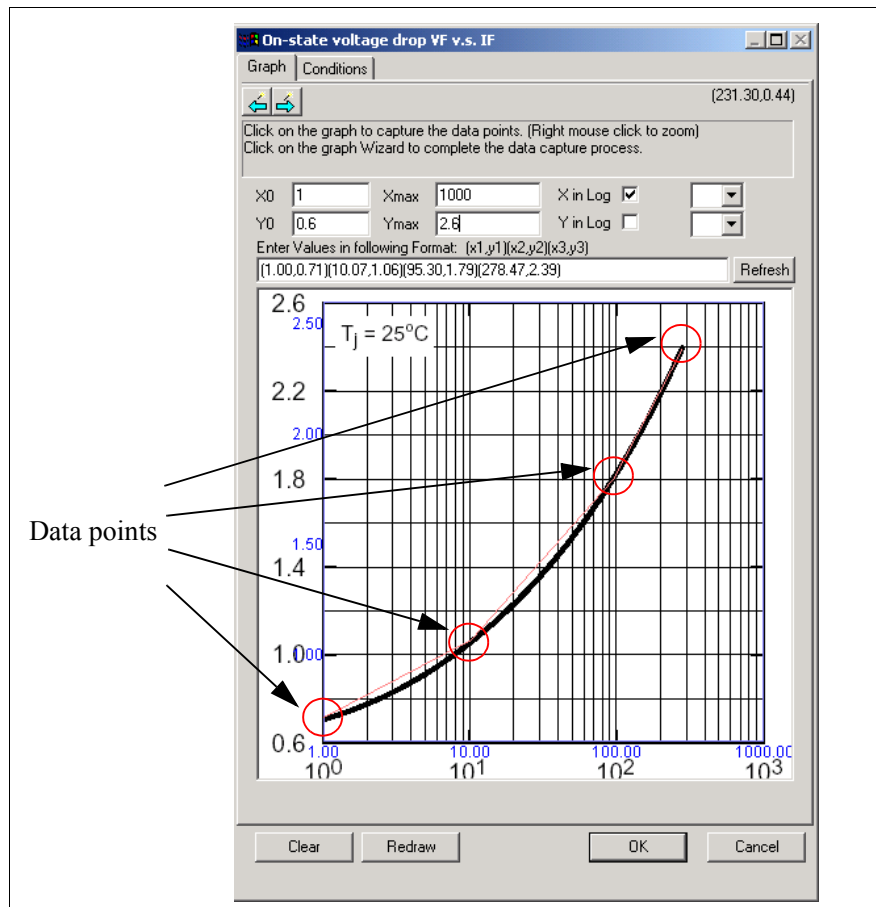 On-state voltage drop VF v.s. IF
Graph Conditions
(231.30,0.44)
Click on the graph to capture the data points. (Right mouse click to zoom)
Click on the graph Wizard to complete the data capture process.
X0 1 Xmax 1000 X in Log
Y0 0.6 Ymax 2.6 Y in Log
Enter Values in following Format: (x1,y1)(x2,y2)(x3,y3)
(1.00,0.71)(10.07,1.06)(95.30,1.79)(278.47,2.39) Refresh
2.6
2.50
Tj = 25°C
2.2
2.00
1.8
Data points
1.50
1.4
1.0
1.00
0.6
1.00 10.00 100.00 1000.00
10⁰ 10¹ 10² 10³
Clear Redraw OK Cancel